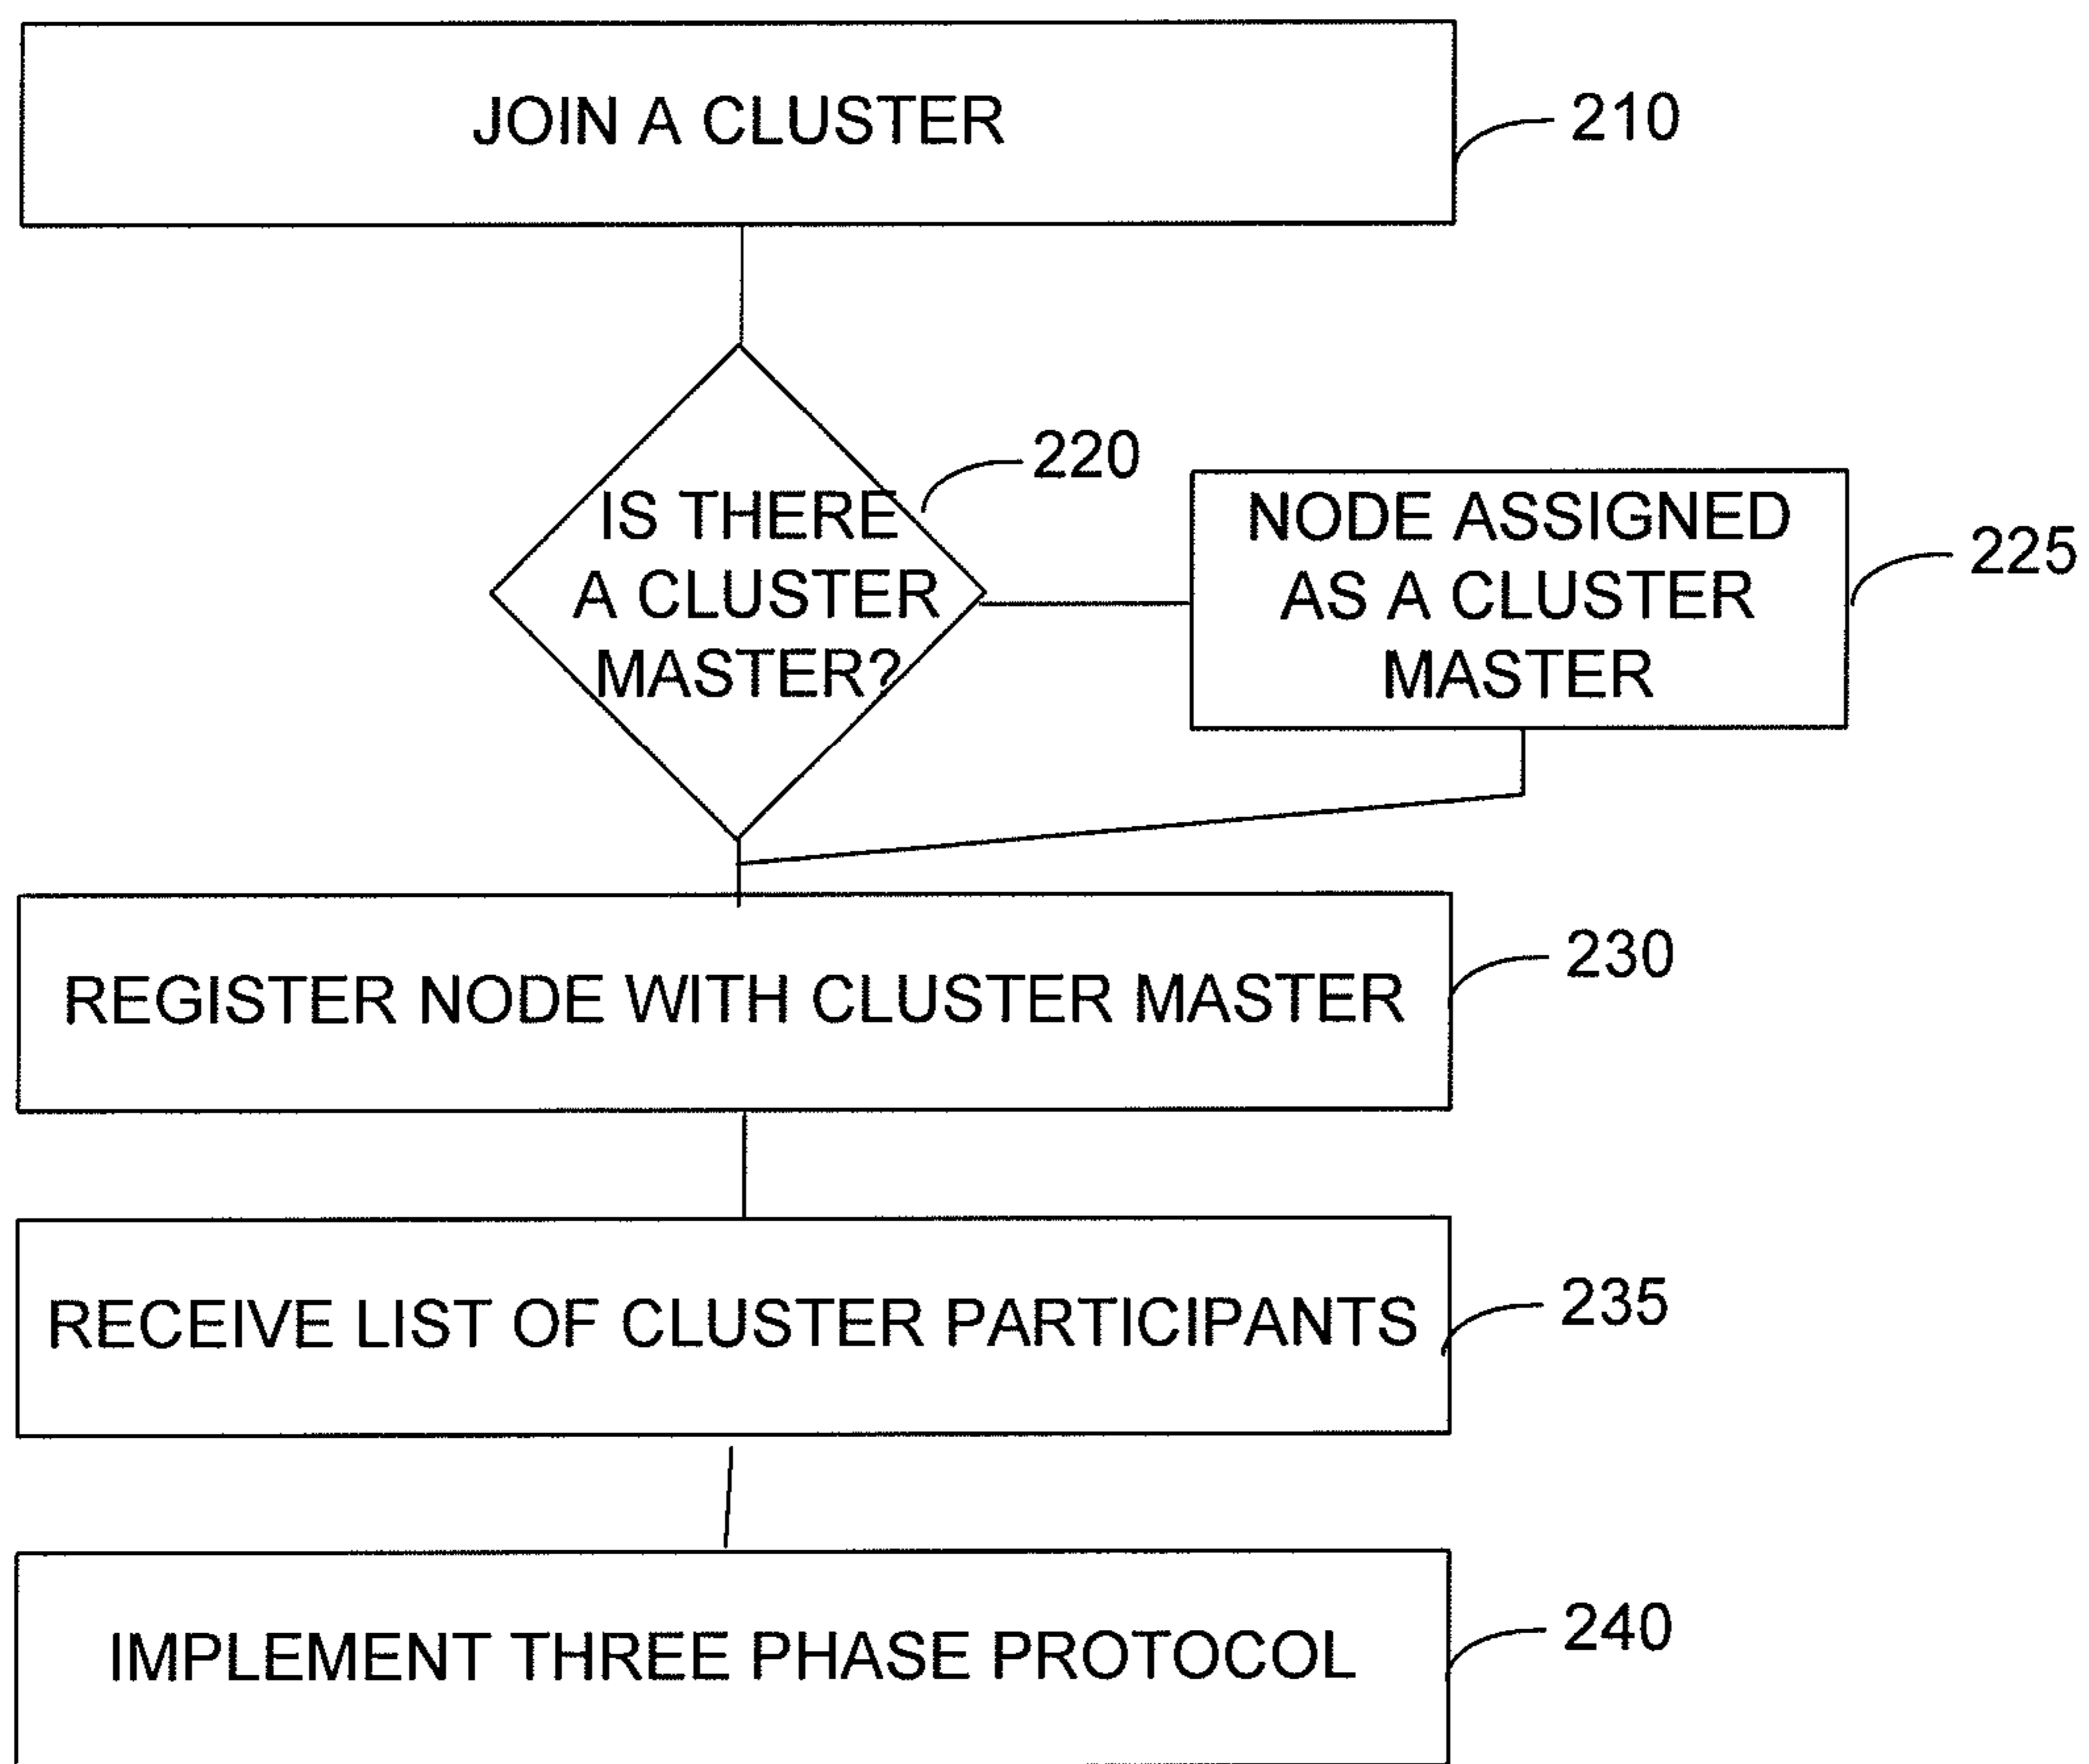 JOIN A CLUSTER
210
IS THERE
A CLUSTER
MASTER?
220
NODE ASSIGNED
AS A CLUSTER
MASTER
225
REGISTER NODE WITH CLUSTER MASTER
230
RECEIVE LIST OF CLUSTER PARTICIPANTS
235
IMPLEMENT THREE PHASE PROTOCOL
240